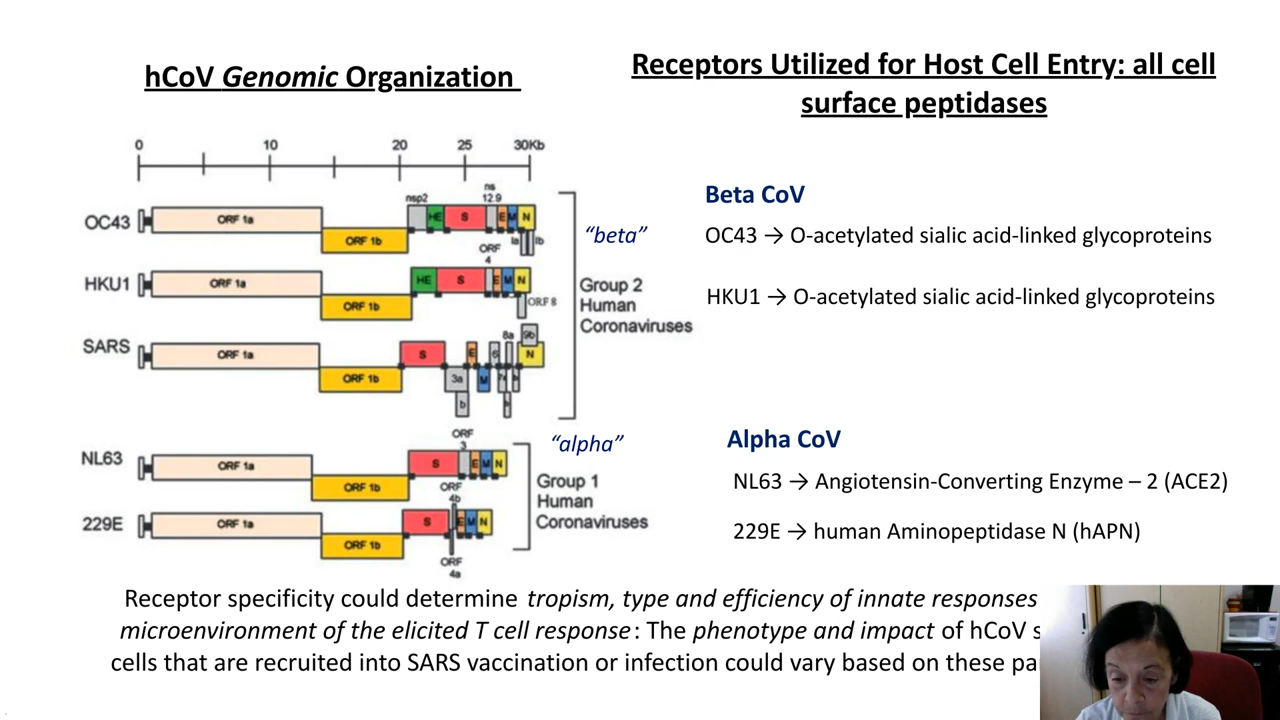 hCoV Genomic Organization
Receptors Utilized for Host Cell Entry: all cell
surface peptidases
0 10 20 25 30Kb
OC43 ORF 1a ORF 1b nsp2 HE S ns 12.9 E M N Ia Ib
“beta”
HKU1 ORF 1a ORF 1b HE S ORF 4 E M N ORF 8
SARS ORF 1a ORF 1b S 3a b E M 6 8a 9b N
Group 2
Human
Coronaviruses
NL63 ORF 1a ORF 1b S ORF 3 E M N
“alpha”
229E ORF 1a ORF 1b S ORF 4b ORF 4a E M N
Group 1
Human
Coronaviruses
Beta CoV
OC43 → O-acetylated sialic acid-linked glycoproteins
HKU1 → O-acetylated sialic acid-linked glycoproteins
Alpha CoV
NL63 → Angiotensin-Converting Enzyme – 2 (ACE2)
229E → human Aminopeptidase N (hAPN)
Receptor specificity could determine tropism, type and efficiency of innate responses
microenvironment of the elicited T cell response: The phenotype and impact of hCoV
cells that are recruited into SARS vaccination or infection could vary based on these